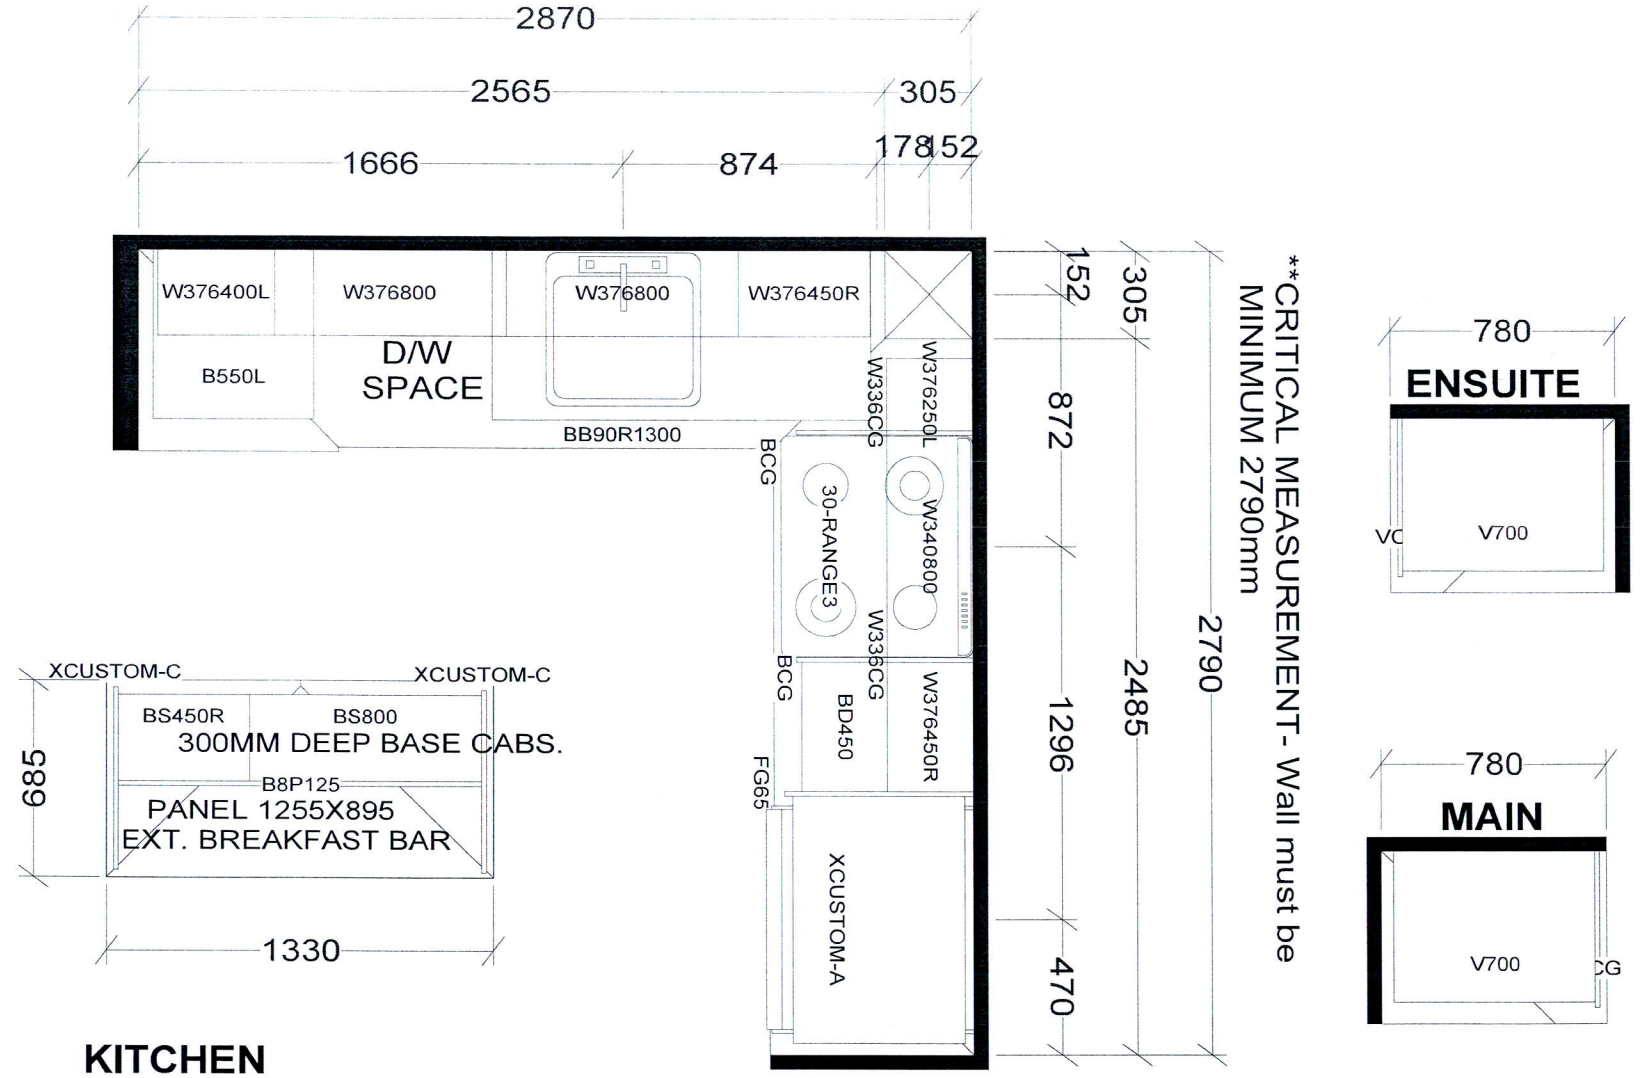 2870
2565
305
1666
874
178
152
W376400L
W376800
W376800
W376450R
B550L
D/W
SPACE
BB90R1300
W336CG
W376250L
BCG
30-RANGE3
W340800
W336CG
BCG
BD450
W376450R
FG65
XCUSTOM-A
152
305
872
1296
2485
2790
470
**CRITICAL MEASUREMENT- Wall must be
MINIMUM 2790mm
780
ENSUITE
V700
780
MAIN
V700
CG
XCUSTOM-C
XCUSTOM-C
BS450R
BS800
300MM DEEP BASE CABS.
B8P125
PANEL 1255X895
EXT. BREAKFAST BAR
685
1330
KITCHEN